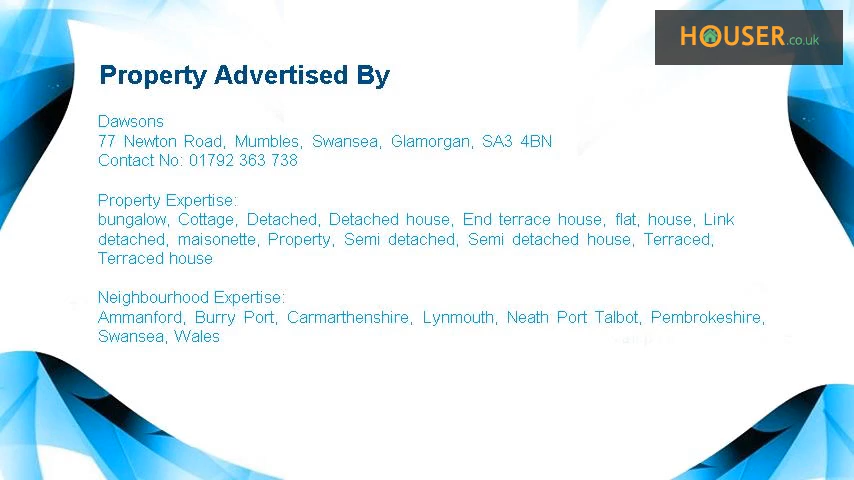 HOUSER.co.uk
Property Advertised By
Dawsons
77 Newton Road, Mumbles, Swansea, Glamorgan, SA3 4BN
Contact No: 01792 363 738
Property Expertise:
bungalow, Cottage, Detached, Detached house, End terrace house, flat, house, Link
detached, maisonette, Property, Semi detached, Semi detached house, Terraced,
Terraced house
Neighbourhood Expertise:
Ammanford, Burry Port, Carmarthenshire, Lynmouth, Neath Port Talbot, Pembrokeshire,
Swansea, Wales